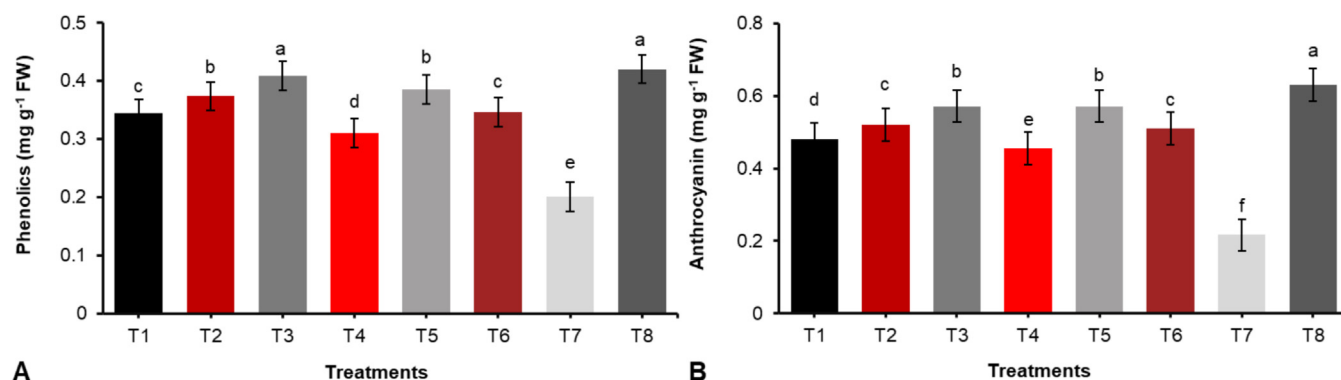 Phenolics (mg g⁻¹ FW)
0.5
0.4
0.3
0.2
0.1
0
c
b
a
d
b
c
e
a
T1 T2 T3 T4 T5 T6 T7 T8
A
Treatments
Anthrocyanin (mg g⁻¹ FW)
0.8
0.6
0.4
0.2
0
d
c
b
e
b
c
f
a
T1 T2 T3 T4 T5 T6 T7 T8
B
Treatments